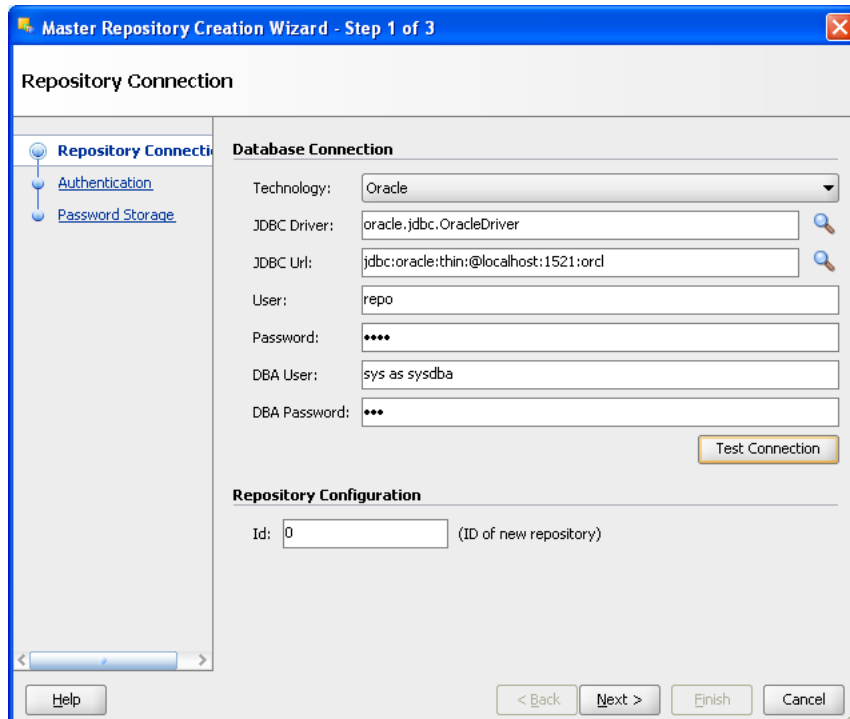 Master Repository Creation Wizard - Step 1 of 3
Repository Connection
Repository Connecti
Authentication
Password Storage
Database Connection
Technology: Oracle
JDBC Driver: oracle.jdbc.OracleDriver
JDBC Url: jdbc:oracle:thin:@localhost:1521:orcl
User: repo
Password: ••••
DBA User: sys as sysdba
DBA Password: •••
Test Connection
Repository Configuration
Id: 0 (ID of new repository)
Help < Back Next > Finish Cancel